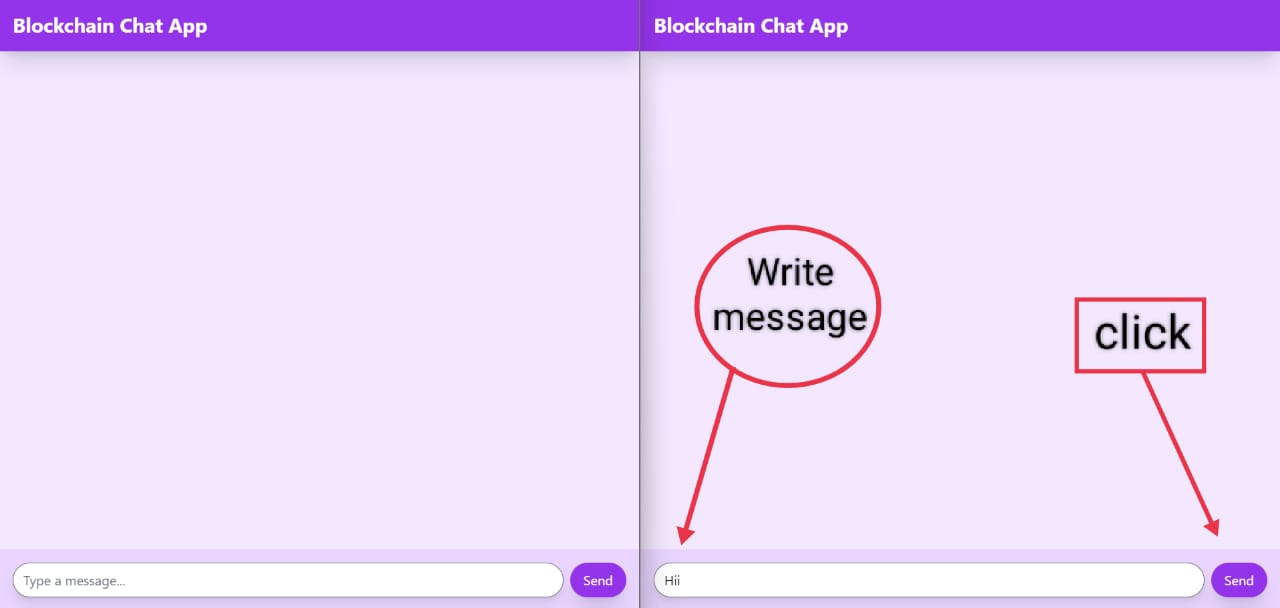 Blockchain Chat App
Type a message...
Send
Blockchain Chat App
Write
message
click
Hii
Send